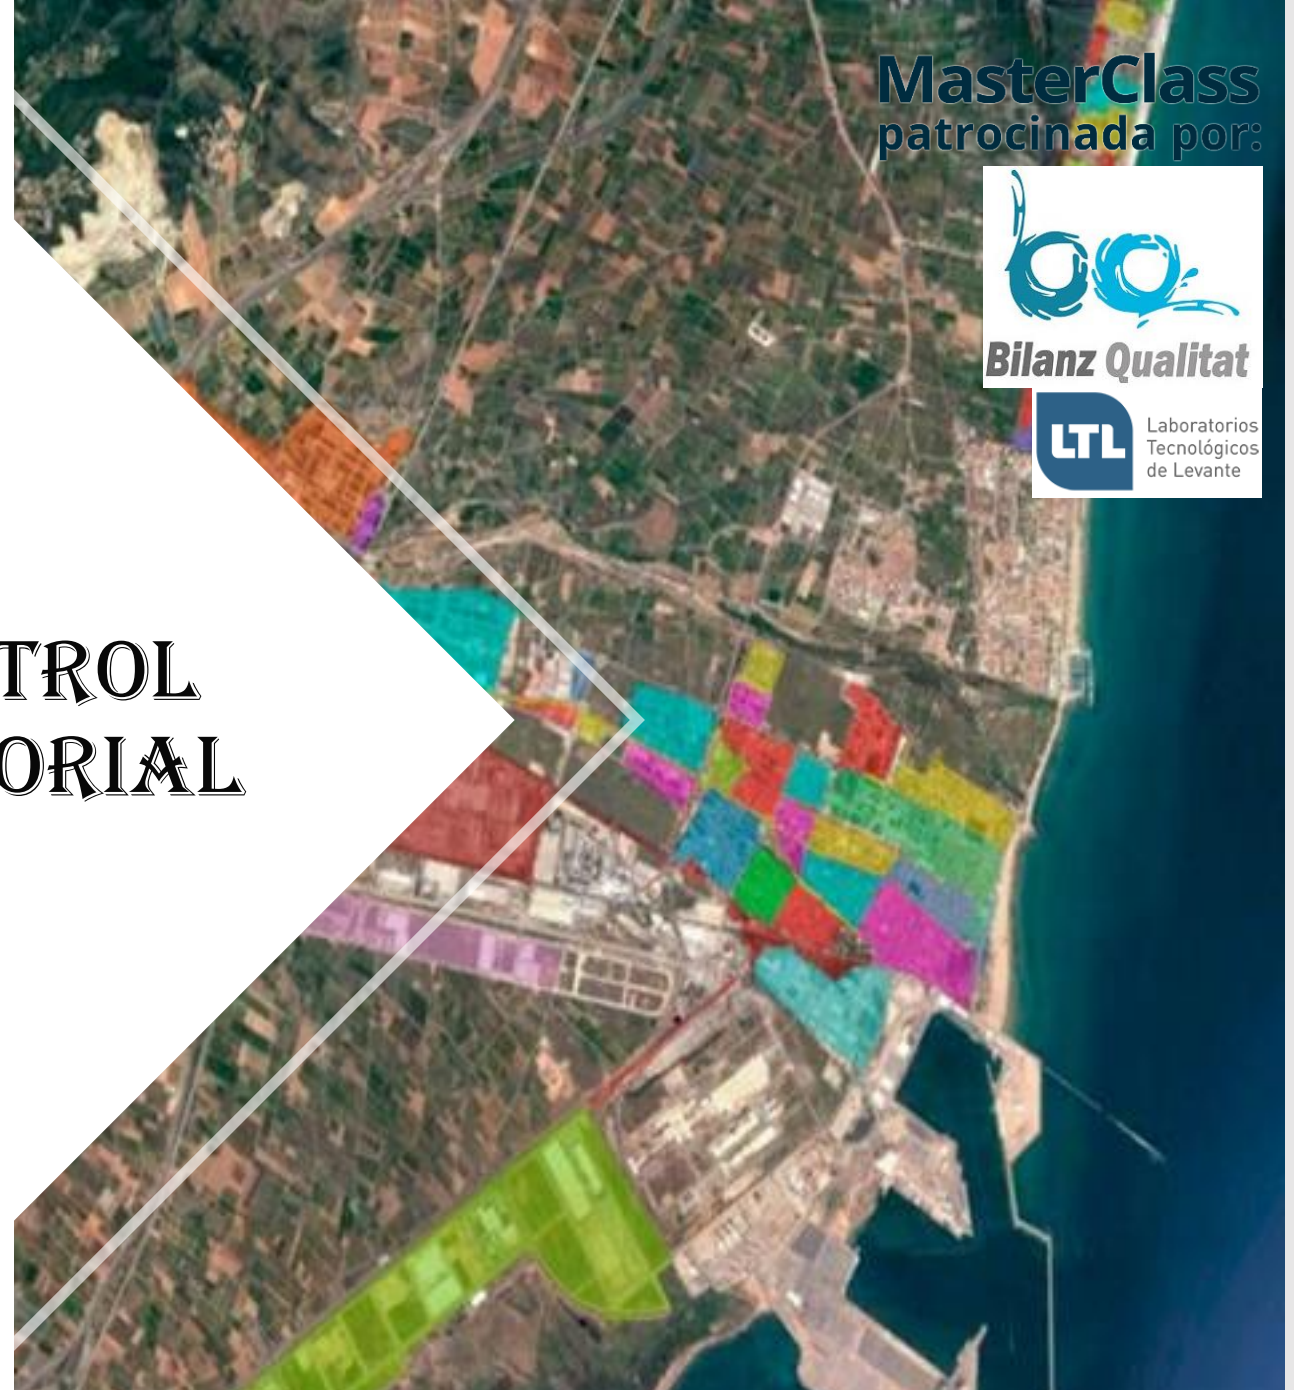 MasterClass
patrocinada por:
Bilanz Qualitat
LTL
Laboratorios
Tecnológicos
de Levante
TROL
ORIAL